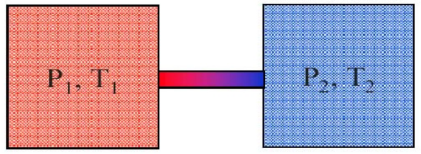 P₁, T₁
P₂, T₂